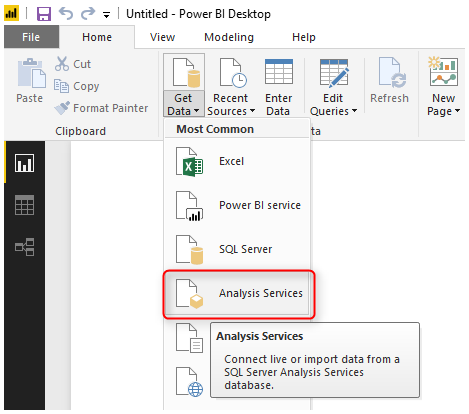 Untitled - Power BI Desktop
File Home View Modeling Help
Paste
Cut
Copy
Format Painter
Clipboard
Get Data
Recent Sources
Enter Data
Edit Queries
Refresh
New Page
ta
Most Common
Excel
Power BI service
SQL Server
Analysis Services
Analysis Services
Connect live or import data from a
SQL Server Analysis Services
database.